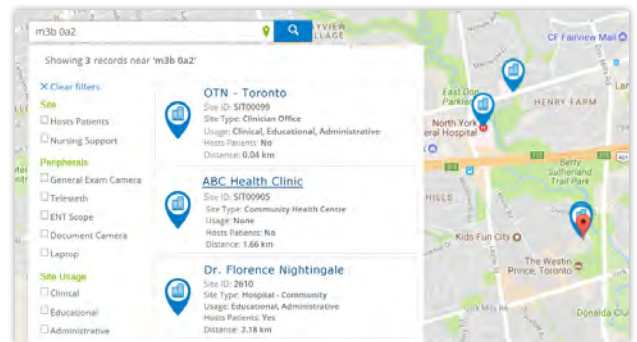 m3b 0a2
Showing 3 records near 'm3b 0a2'
Clear filters
Site
Hosts Patients
Nursing Support
Peripherals
General Exam Camera
Telesteth
ENT Scope
Document Camera
Laptop
Site Usage
Clinical
Educational
Administrative
OTN - Toronto
Site ID: SIT00099
Site Type: Clinician Office
Usage: Clinical, Educational, Administrative
Hosts Patients: No
Distance: 0.04 km
ABC Health Clinic
Site ID: SIT00905
Site Type: Community Health Centre
Usage: None
Hosts Patients: No
Distance: 1.66 km
Dr. Florence Nightingale
Site ID: 2610
Site Type: Hospital - Community
Usage: Educational, Administrative
Hosts Patients: Yes
Distance: 2.18 km
CF Fairview Mall
HENRY FARM
East Don
Parkland
North York
eral Hospital
Betty
Sutherland
Trail Park
HILLS
Kids Fun City
The Westin
Prince, Toronto
York Mills Rd
Donalda Clu